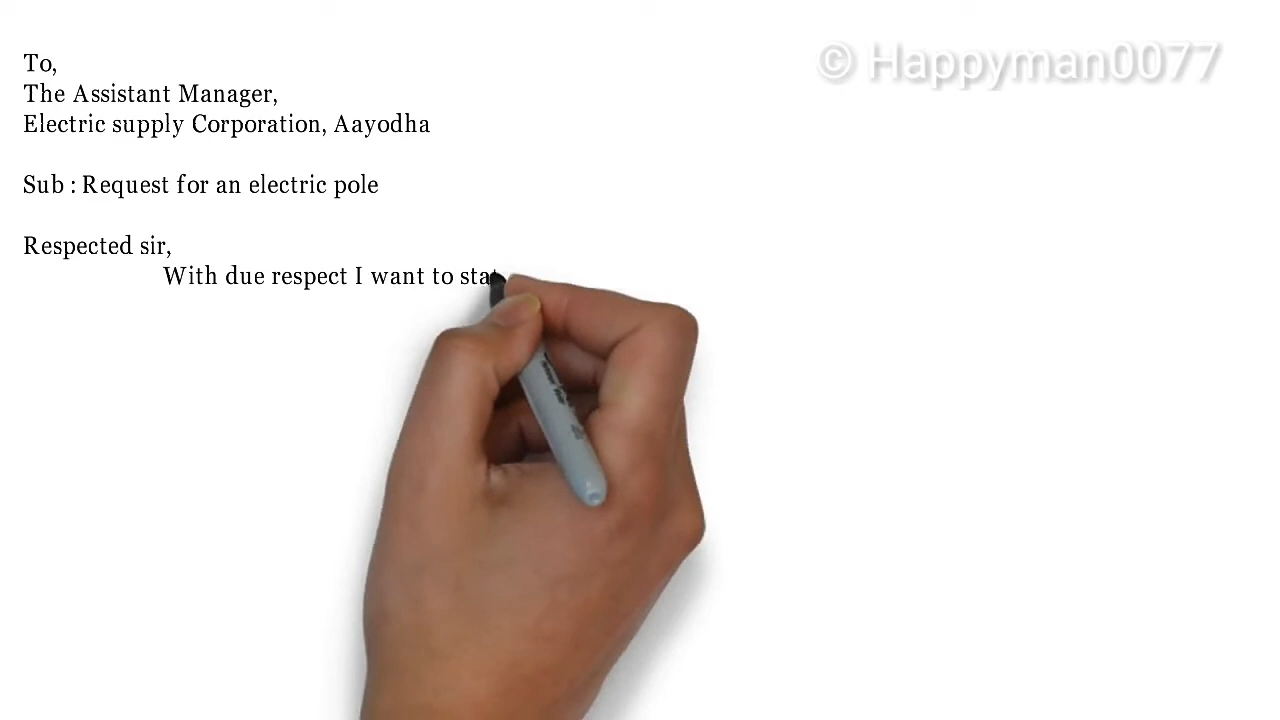 © Happyman0077
To,
The Assistant Manager,
Electric supply Corporation, Aayodha
Sub : Request for an electric pole
Respected sir,
With due respect I want to